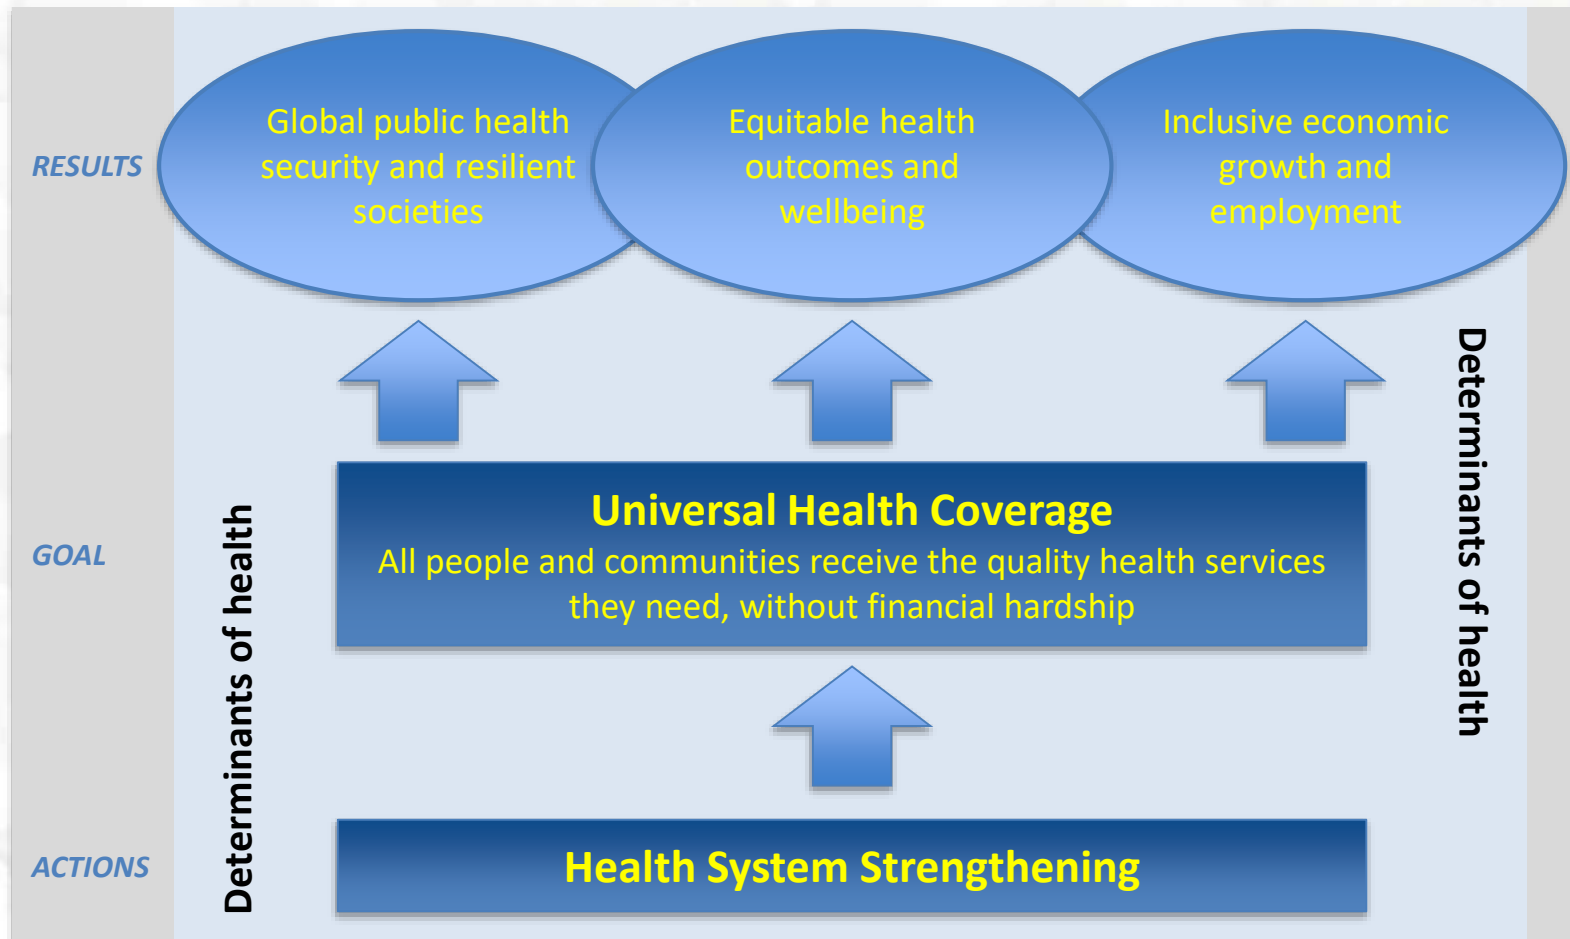 RESULTS
Global public health
security and resilient
societies
Equitable health
outcomes and
wellbeing
Inclusive economic
growth and
employment
Determinants of health
Determinants of health
GOAL
Universal Health Coverage
All people and communities receive the quality health services
they need, without financial hardship
ACTIONS
Health System Strengthening